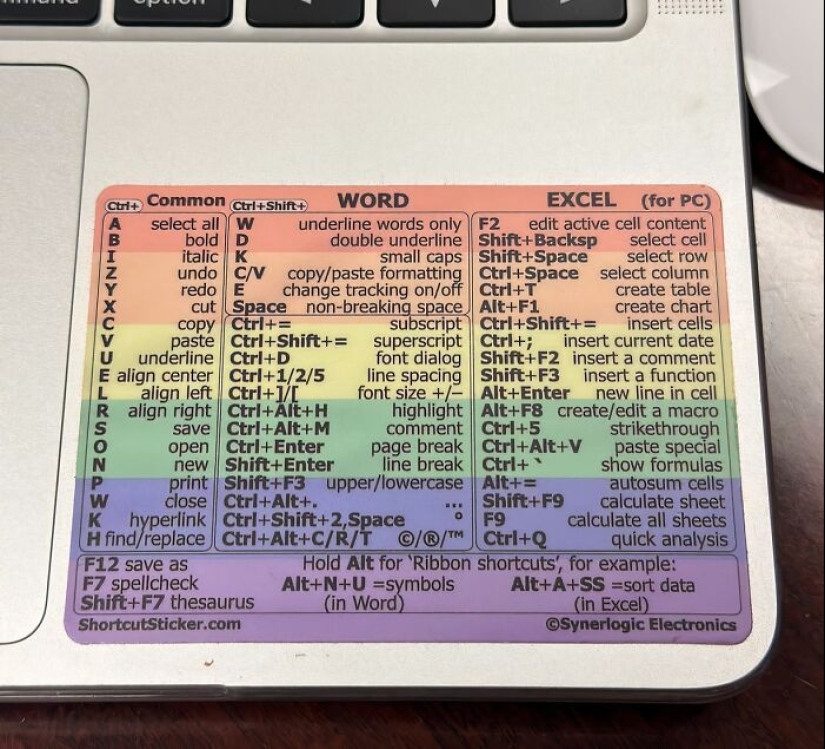 option
Ctrl+ Common Ctrl+Shift+ WORD EXCEL (for PC)
A select all W underline words only F2 edit active cell content
B bold D double underline Shift+Backsp select cell
I italic K small caps Shift+Space select row
Z undo C/V copy/paste formatting Ctrl+Space select column
Y redo E change tracking on/off Ctrl+T create table
X cut Space non-breaking space Alt+F1 create chart
C copy Ctrl+= subscript Ctrl+Shift+= insert cells
V paste Ctrl+Shift+= superscript Ctrl+; insert current date
U underline Ctrl+D font dialog Shift+F2 insert a comment
E align center Ctrl+1/2/5 line spacing Shift+F3 insert a function
L align left Ctrl+]/[ font size +/− Alt+Enter new line in cell
R align right Ctrl+Alt+H highlight Alt+F8 create/edit a macro
S save Ctrl+Alt+M comment Ctrl+5 strikethrough
O open Ctrl+Enter page break Ctrl+Alt+V paste special
N new Shift+Enter line break Ctrl+` show formulas
P print Shift+F3 upper/lowercase Alt+= autosum cells
W close Ctrl+Alt+. ... Shift+F9 calculate sheet
K hyperlink Ctrl+Shift+2,Space ° F9 calculate all sheets
H find/replace Ctrl+Alt+C/R/T ©/®/™ Ctrl+Q quick analysis
F12 save as Hold Alt for ‘Ribbon shortcuts’, for example:
F7 spellcheck Alt+N+U =symbols Alt+A+SS =sort data
Shift+F7 thesaurus (in Word) (in Excel)
ShortcutSticker.com ©Synerlogic Electronics